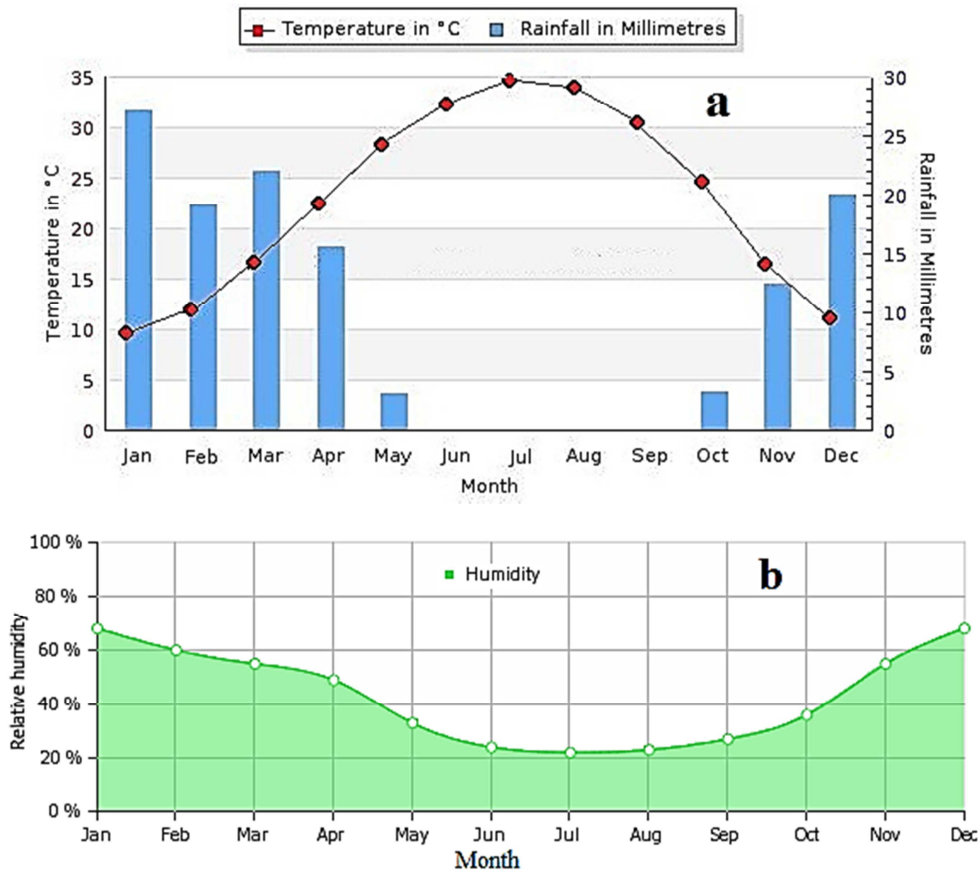 Temperature in °C Rainfall in Millimetres
a
35 30
30 25
25 20
20 15
15 10
10 5
5 0
0
Temperature in °C
Rainfall in Millimetres
Jan Feb Mar Apr May Jun Jul Aug Sep Oct Nov Dec
Month
b
Humidity
100 %
80 %
60 %
40 %
20 %
0 %
Relative humidity
Jan Feb Mar Apr May Jun Jul Aug Sep Oct Nov Dec
Month